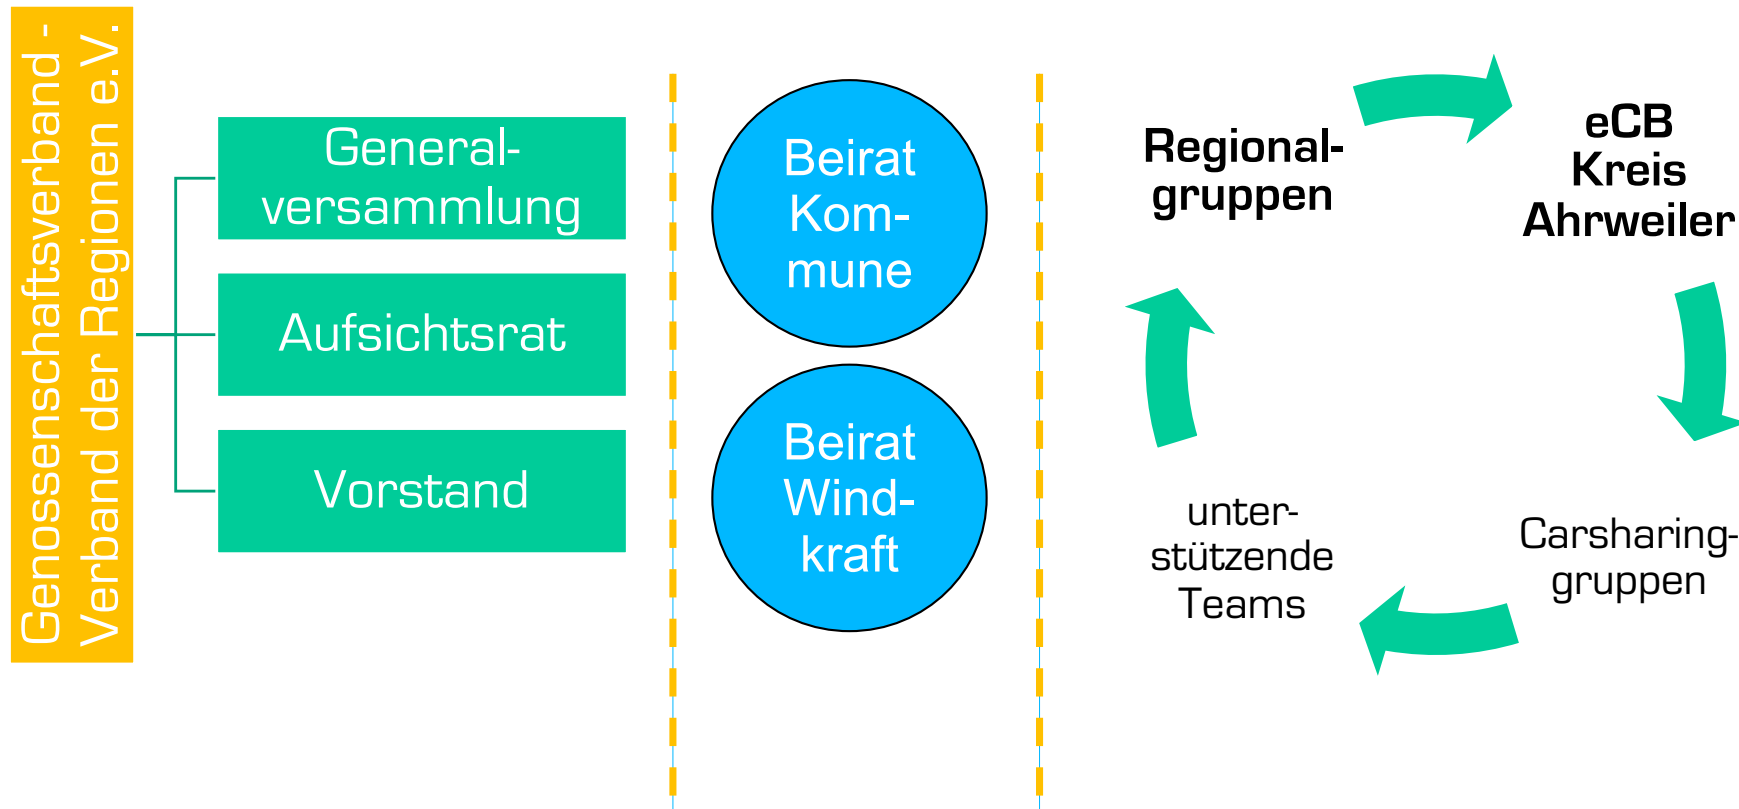 Genossenschaftsverband -
Verband der Regionen e.V.
General-
versammlung
Aufsichtsrat
Vorstand
Beirat
Kom-
mune
Beirat
Wind-
kraft
Regional-
gruppen
eCB
Kreis
Ahrweiler
Carsharing-
gruppen
unter-
stützende
Teams